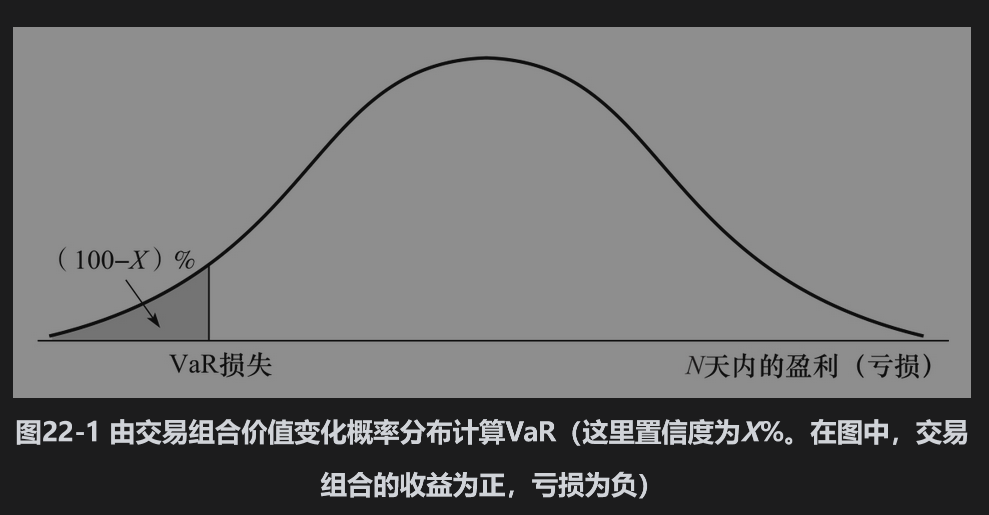 （100–X）%
VaR损失
N天内的盈利（亏损）
图22-1 由交易组合价值变化概率分布计算VaR（这里置信度为X%。在图中，交易
组合的收益为正，亏损为负）